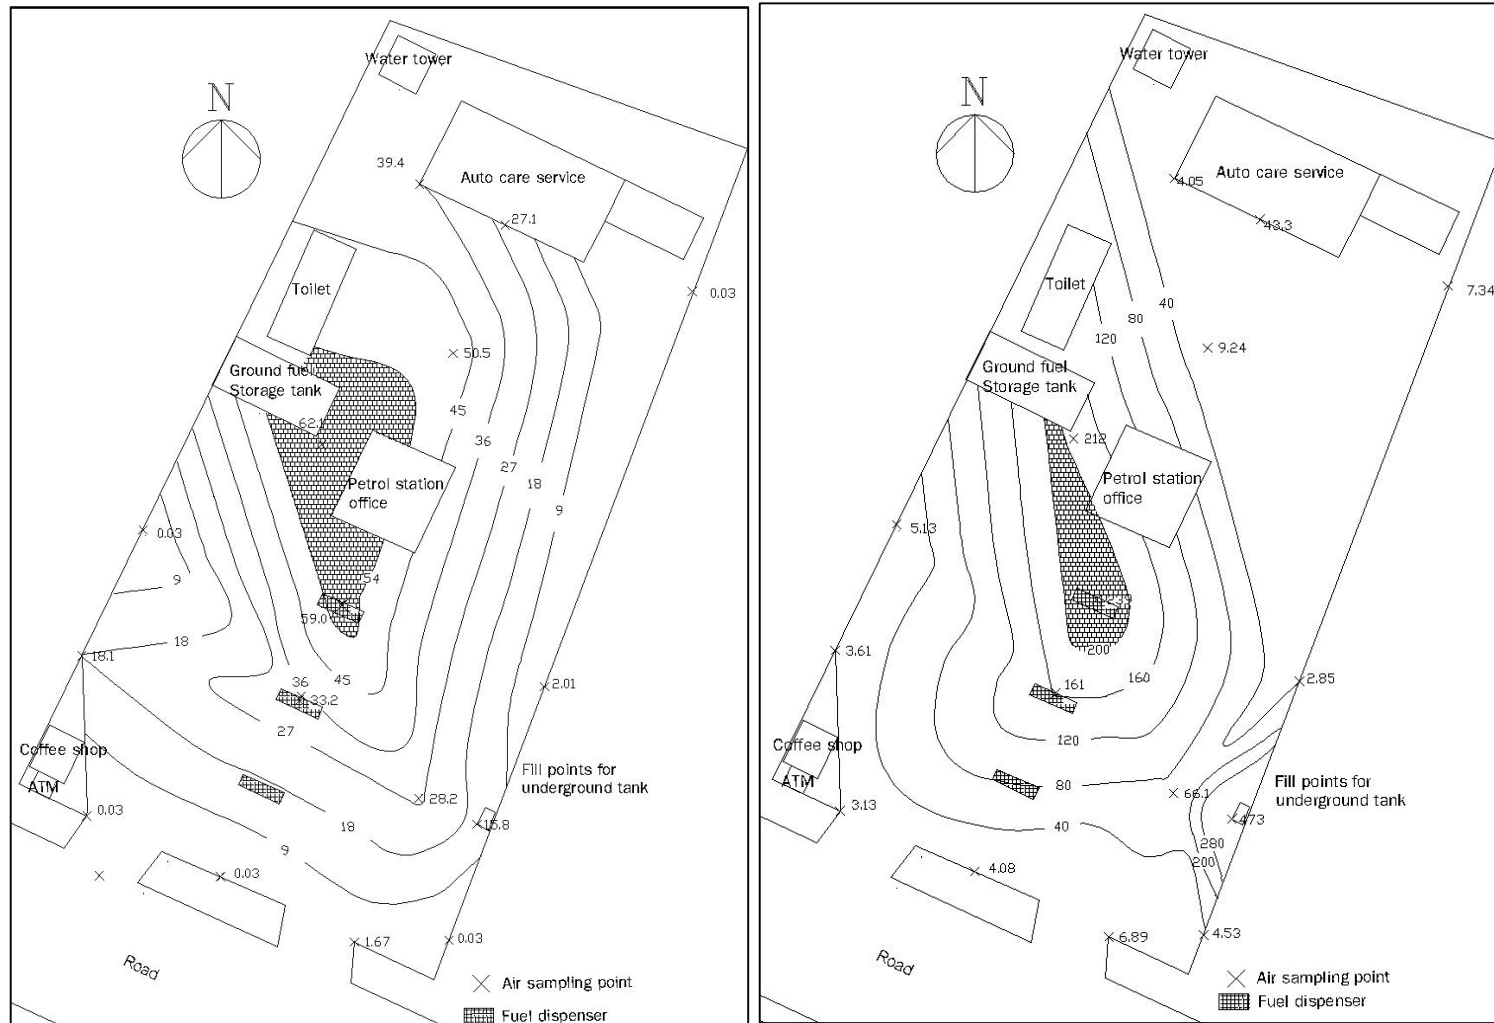 Water tower
N
39.4
Auto care service
27.1
Toilet
0.03
50.5
Ground fuel
Storage tank
45
62.1
36
27
18
Petrol station
office
9
0.03
54
9
59.0
18
18.1
36
45
33.2
2.01
27
Coffee shop
ATM
Fill points for
underground tank
28.2
0.03
18
15.8
9
0.03
1.67
0.03
Road
Air sampling point
Fuel dispenser
Water tower
N
4.05
Auto care service
43.3
Toilet
40
80
7.34
120
9.24
Ground fuel
Storage tank
212
Petrol station
office
5.13
200
3.61
161
160
2.85
120
Coffee shop
ATM
80
Fill points for
underground tank
66.1
3.13
473
40
280
200
4.08
6.89
4.53
Road
Air sampling point
Fuel dispenser